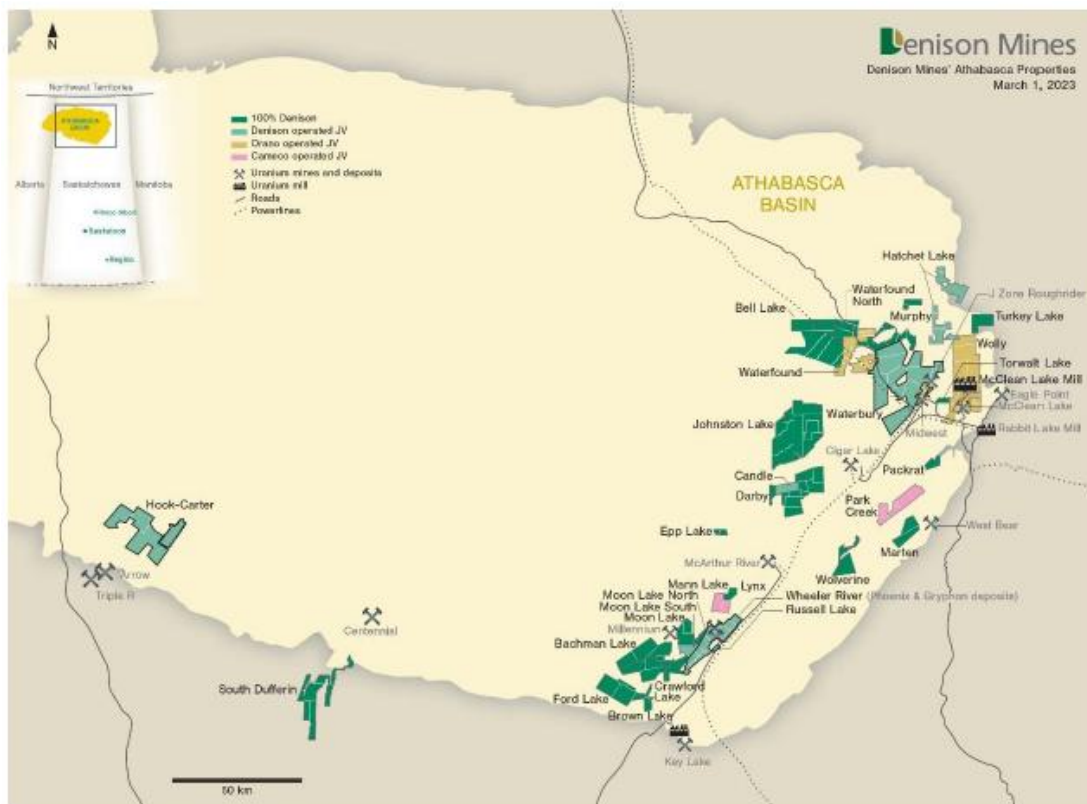 Denison Mines
Denison Mines' Athabasca Properties
March 1, 2023
N
Northwest Territories
ATHABASCA
BASIN
Alberta
Saskatchewan
Manitoba
Saskatoon
Regina
100% Denison
Denison operated JV
Orano operated JV
Cameco operated JV
Uranium mines and deposits
Uranium mill
Roads
Powerlines
ATHABASCA
BASIN
Hatchet Lake
J Zone Roughrider
Waterfound
North
Murphy
Bell Lake
Turkey Lake
Wolly
Torwalt Lake
Waterfound
McClean Lake Mill
Eagle Point
McClean Lake
Waterbury
Midwest
Rabbit Lake Mill
Johnston Lake
Cigar Lake
Packrat
Candle
Darby
Park
Creek
Hook-Carter
West Bear
Epp Lake
Marten
McArthur River
Wolverine
Arrow
Triple R
Mann Lake
Lynx
Moon Lake North
Wheeler River (Phoenix & Gryphon deposits)
Moon Lake South
Russell Lake
Moon Lake
Millennium
Centennial
Bachman Lake
South Dufferin
Crawford
Lake
Ford Lake
Brown Lake
Key Lake
50 km